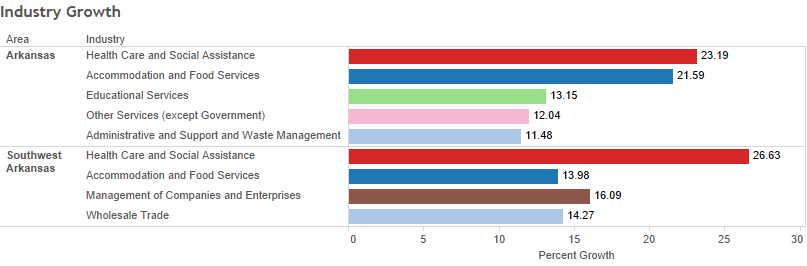 Industry Growth
Area Industry
Arkansas Health Care and Social Assistance 23.19
Accommodation and Food Services 21.59
Educational Services 13.15
Other Services (except Government) 12.04
Administrative and Support and Waste Management 11.48
Southwest Arkansas Health Care and Social Assistance 26.63
Accommodation and Food Services 13.98
Management of Companies and Enterprises 16.09
Wholesale Trade 14.27
0 5 10 15 20 25 30
Percent Growth